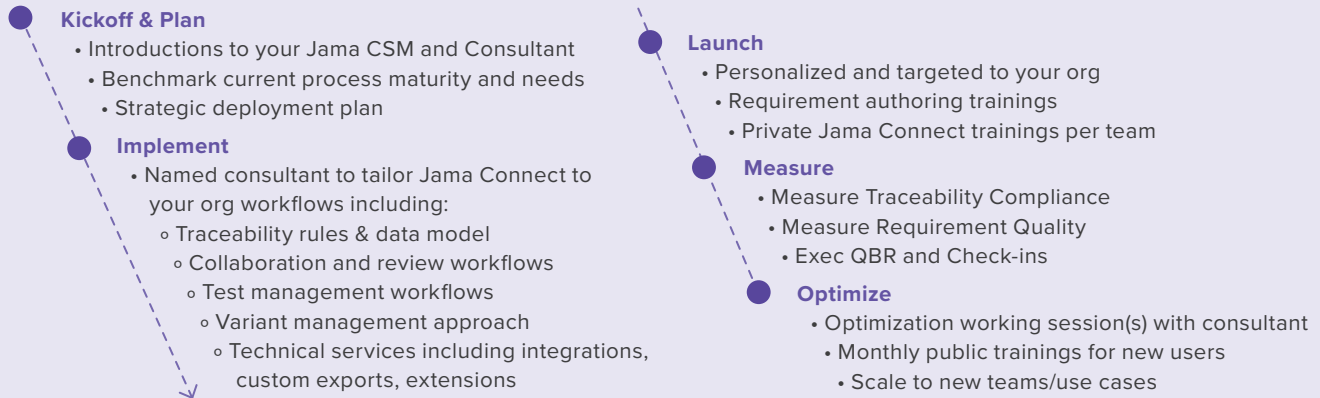 Kickoff & Plan
• Introductions to your Jama CSM and Consultant
• Benchmark current process maturity and needs
• Strategic deployment plan
Implement
• Named consultant to tailor Jama Connect to
your org workflows including:
◦ Traceability rules & data model
◦ Collaboration and review workflows
◦ Test management workflows
◦ Variant management approach
◦ Technical services including integrations,
custom exports, extensions
Launch
• Personalized and targeted to your org
• Requirement authoring trainings
• Private Jama Connect trainings per team
Measure
• Measure Traceability Compliance
• Measure Requirement Quality
• Exec QBR and Check-ins
Optimize
• Optimization working session(s) with consultant
• Monthly public trainings for new users
• Scale to new teams/use cases